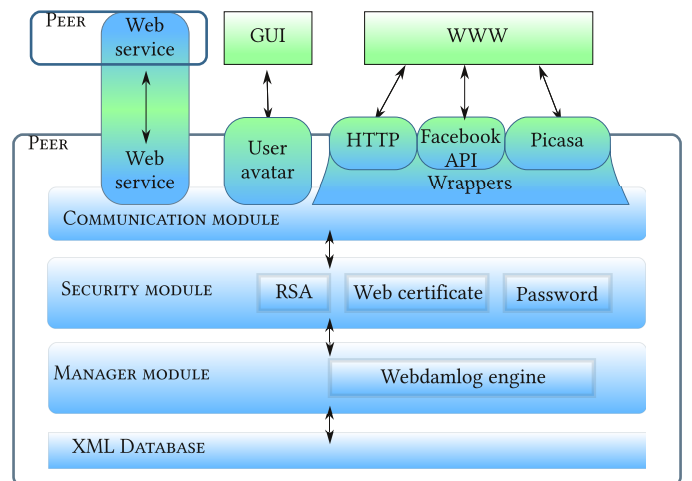 PEER
Web
service
GUI
WWW
PEER
Web
service
User
avatar
HTTP
Facebook
API
Picasa
Wrappers
COMMUNICATION MODULE
SECURITY MODULE
RSA
Web certificate
Password
MANAGER MODULE
Webdamlog engine
XML DATABASE